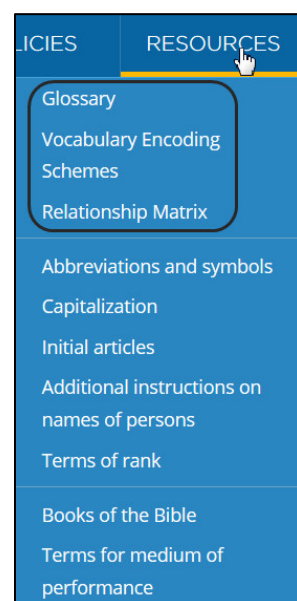 LICIES RESOURCES
Glossary
Vocabulary Encoding
Schemes
Relationship Matrix
Abbreviations and symbols
Capitalization
Initial articles
Additional instructions on
names of persons
Terms of rank
Books of the Bible
Terms for medium of
performance